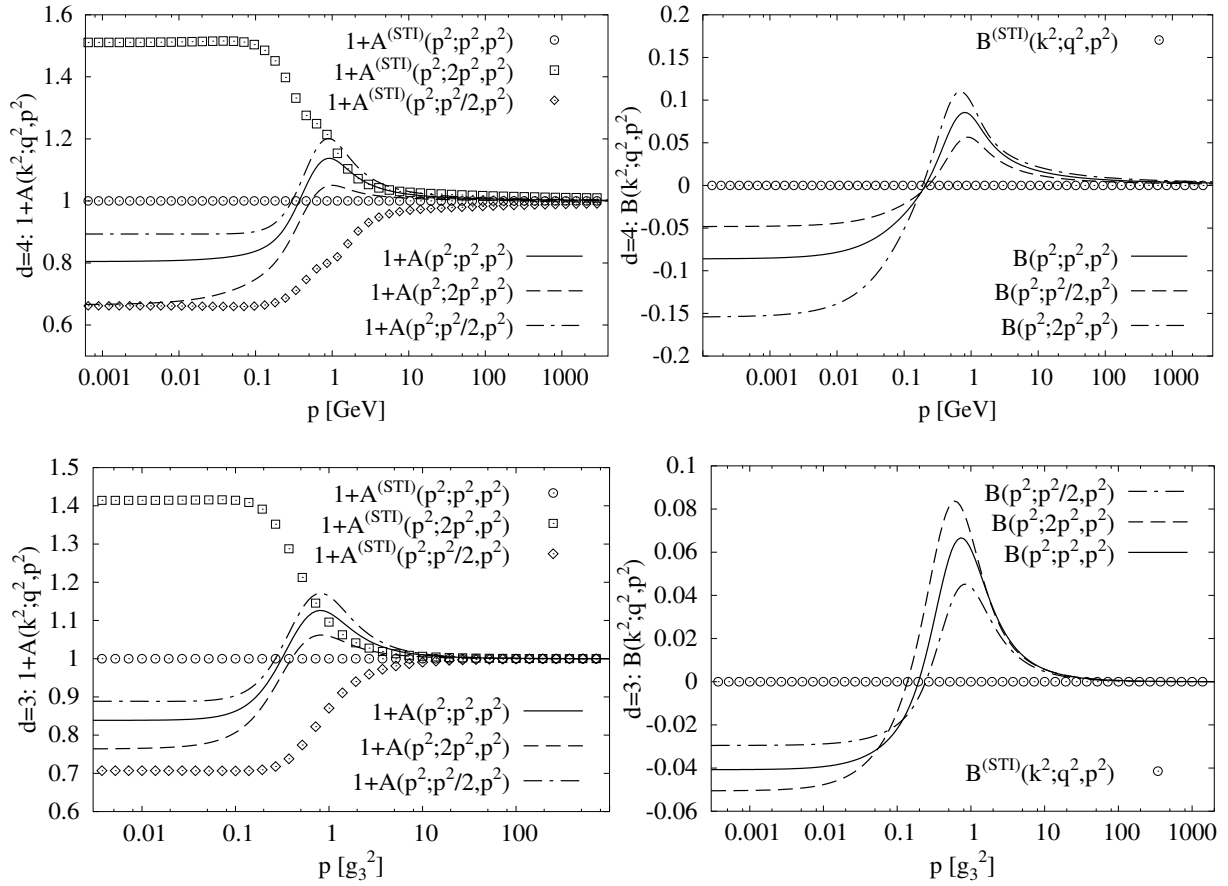 d=4: 1+A(k²;q²,p²)
1.6
1.4
1.2
1
0.8
0.6
1+A^(STI)(p²;p²,p²)
1+A^(STI)(p²;2p²,p²)
1+A^(STI)(p²;p²/2,p²)
1+A(p²;p²,p²)
1+A(p²;2p²,p²)
1+A(p²;p²/2,p²)
0.001 0.01 0.1 1 10 100 1000
p [GeV]
d=4: B(k²;q²,p²)
0.2
0.15
0.1
0.05
0
-0.05
-0.1
-0.15
-0.2
B^(STI)(k²;q²,p²)
B(p²;p²,p²)
B(p²;p²/2,p²)
B(p²;2p²,p²)
0.001 0.01 0.1 1 10 100 1000
p [GeV]
d=3: 1+A(k²;q²,p²)
1.5
1.4
1.3
1.2
1.1
1
0.9
0.8
0.7
0.6
1+A^(STI)(p²;p²,p²)
1+A^(STI)(p²;2p²,p²)
1+A^(STI)(p²;p²/2,p²)
1+A(p²;p²,p²)
1+A(p²;2p²,p²)
1+A(p²;p²/2,p²)
0.01 0.1 1 10 100
p [g₃²]
d=3: B(k²;q²,p²)
0.1
0.08
0.06
0.04
0.02
0
-0.02
-0.04
-0.06
B(p²;p²/2,p²)
B(p²;2p²,p²)
B(p²;p²,p²)
B^(STI)(k²;q²,p²)
0.001 0.01 0.1 1 10 100 1000
p [g₃²]